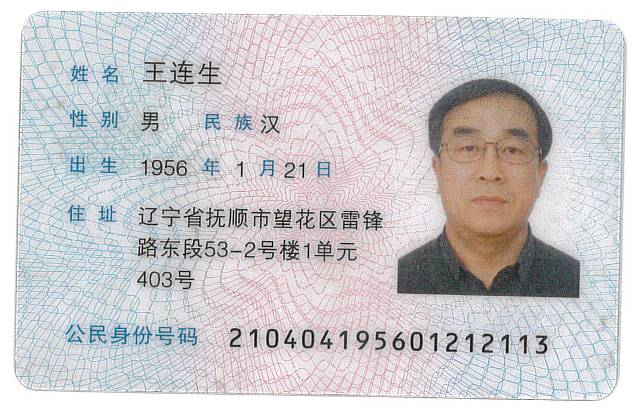 姓名 王连生
性别 男 民族 汉
出生 1956 年 1 月 21 日
住址 辽宁省抚顺市望花区雷锋
路东段53-2号楼1单元
403号
公民身份号码 210404195601212113